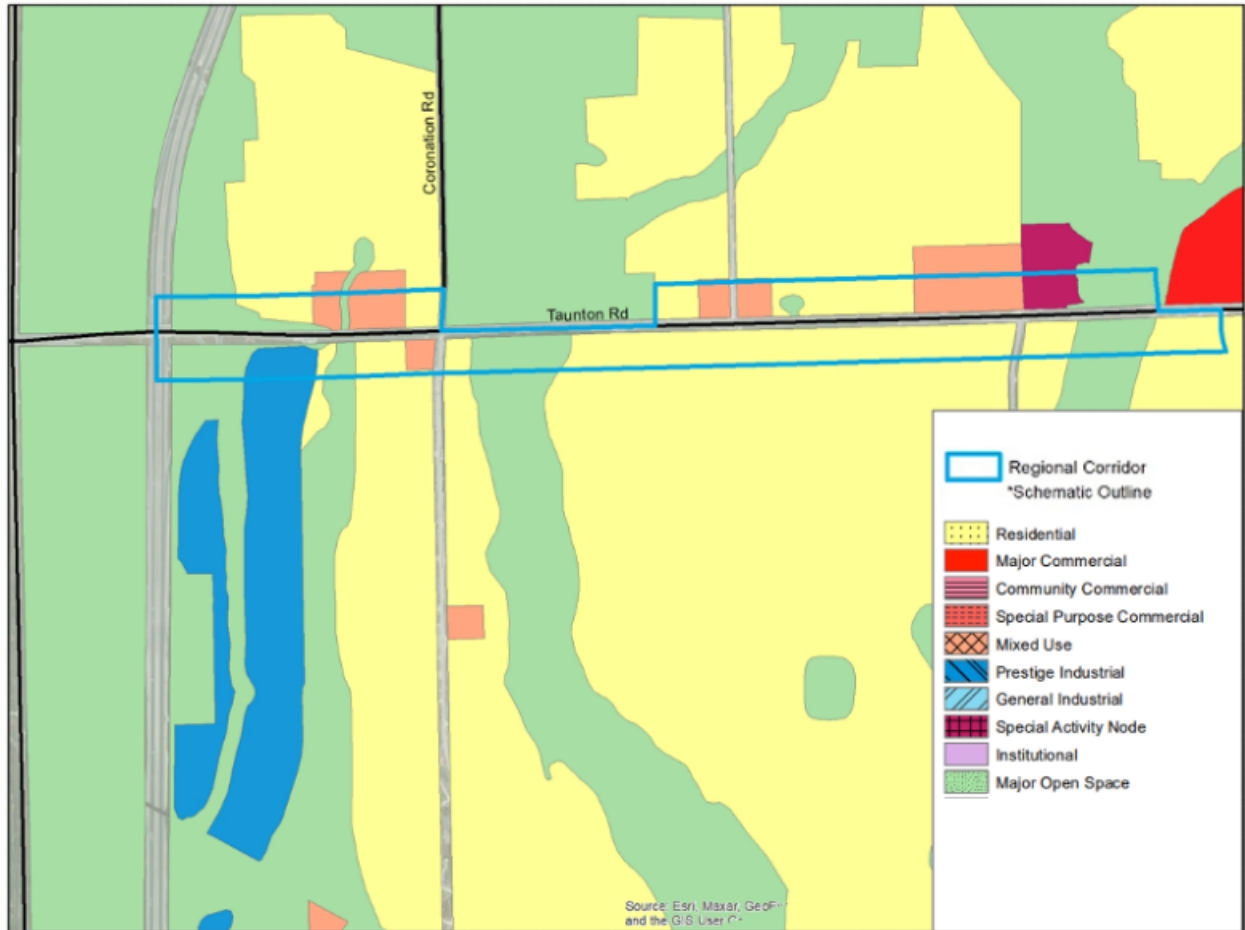 Coronation Rd
Taunton Rd
Regional Corridor
*Schematic Outline
Residential
Major Commercial
Community Commercial
Special Purpose Commercial
Mixed Use
Prestige Industrial
General Industrial
Special Activity Node
Institutional
Major Open Space
Source: Esri, Maxar,
and the GIS User